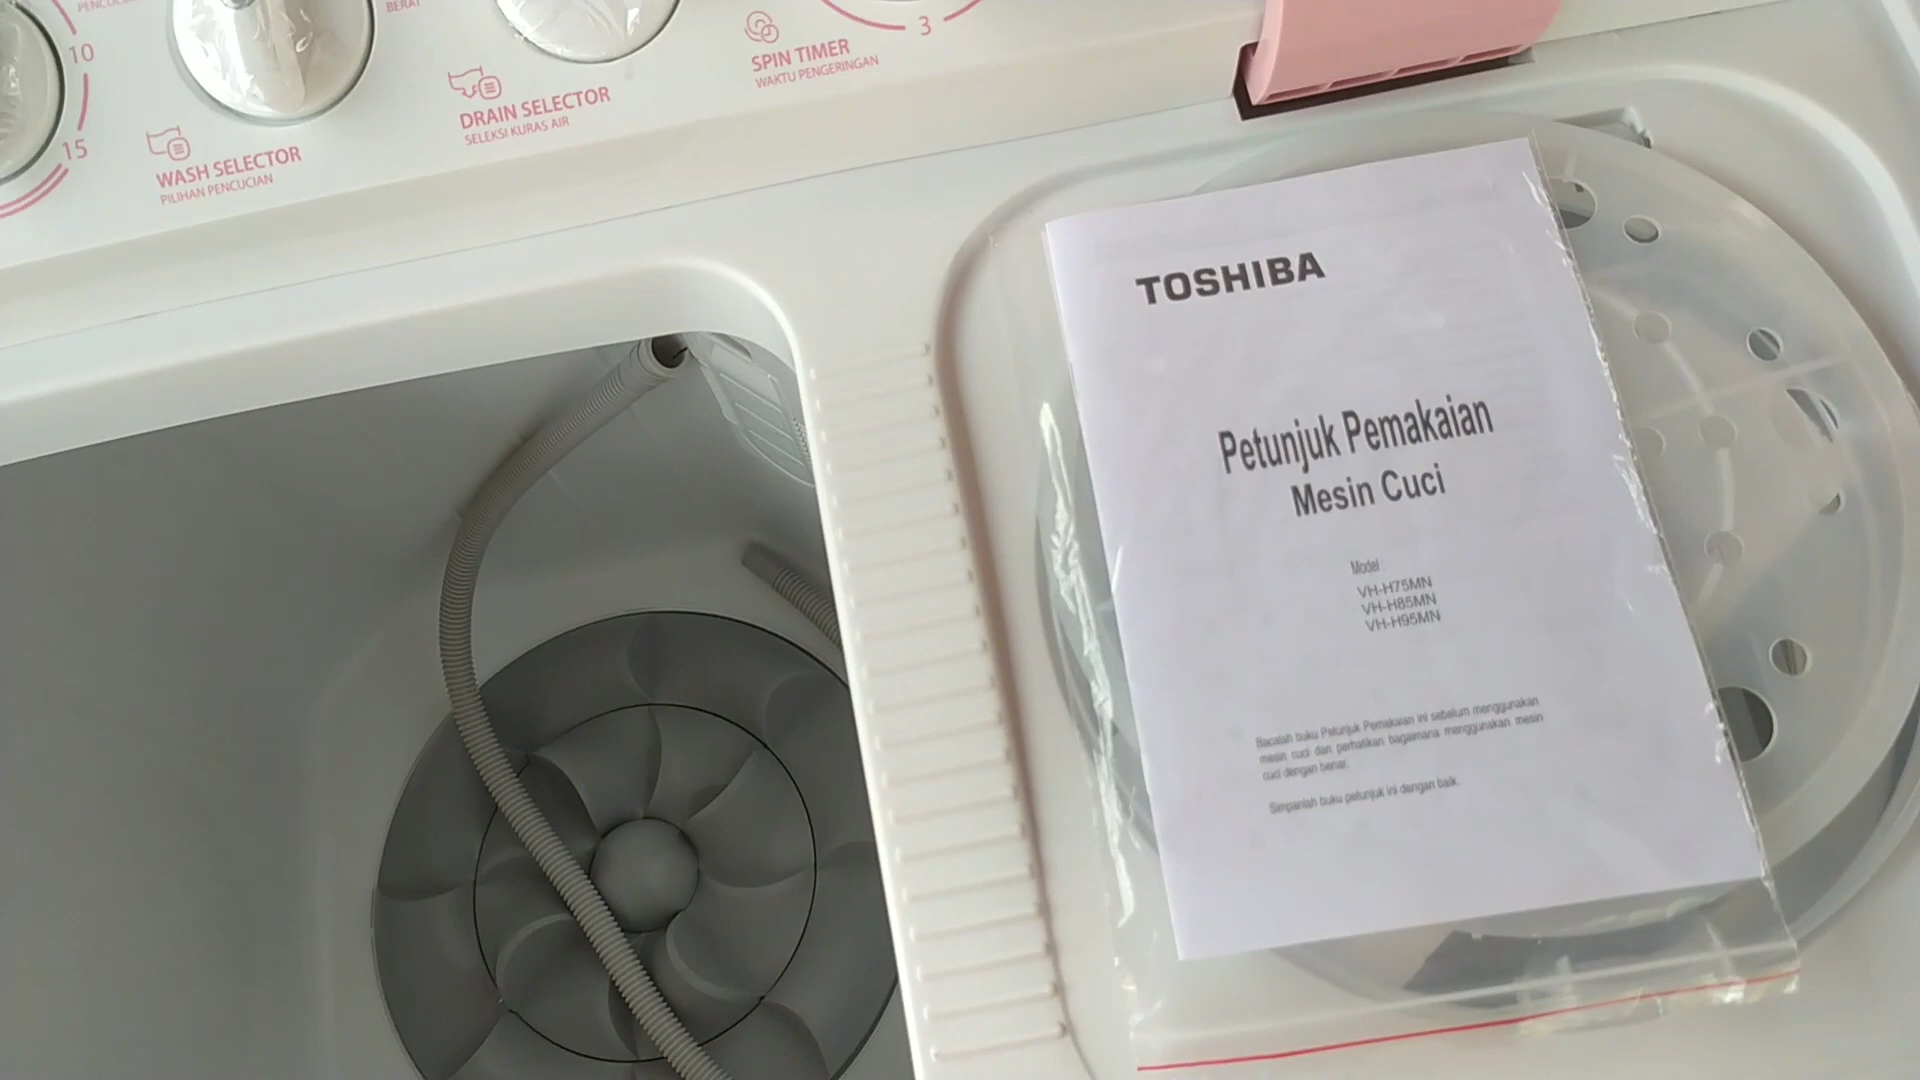 PENCUCI
BERAT
10
15
3
WASH SELECTOR
PILIHAN PENCUCIAN
DRAIN SELECTOR
SELEKSI KURAS AIR
SPIN TIMER
WAKTU PENGERINGAN
TOSHIBA
Petunjuk Pemakaian
Mesin Cuci
Model :
VH-H75MN
VH-H85MN
VH-H95MN
Bacalah buku Petunjuk Pemakaian ini sebelum menggunakan
mesin cuci dan perhatikan bagaimana menggunakan mesin
cuci dengan benar.
Simpanlah buku petunjuk ini dengan baik.